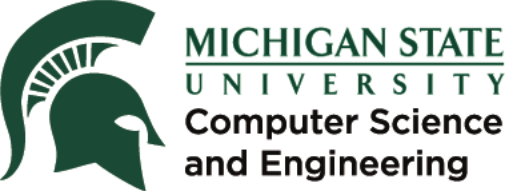 MICHIGAN STATE
UNIVERSITY
Computer Science
and Engineering